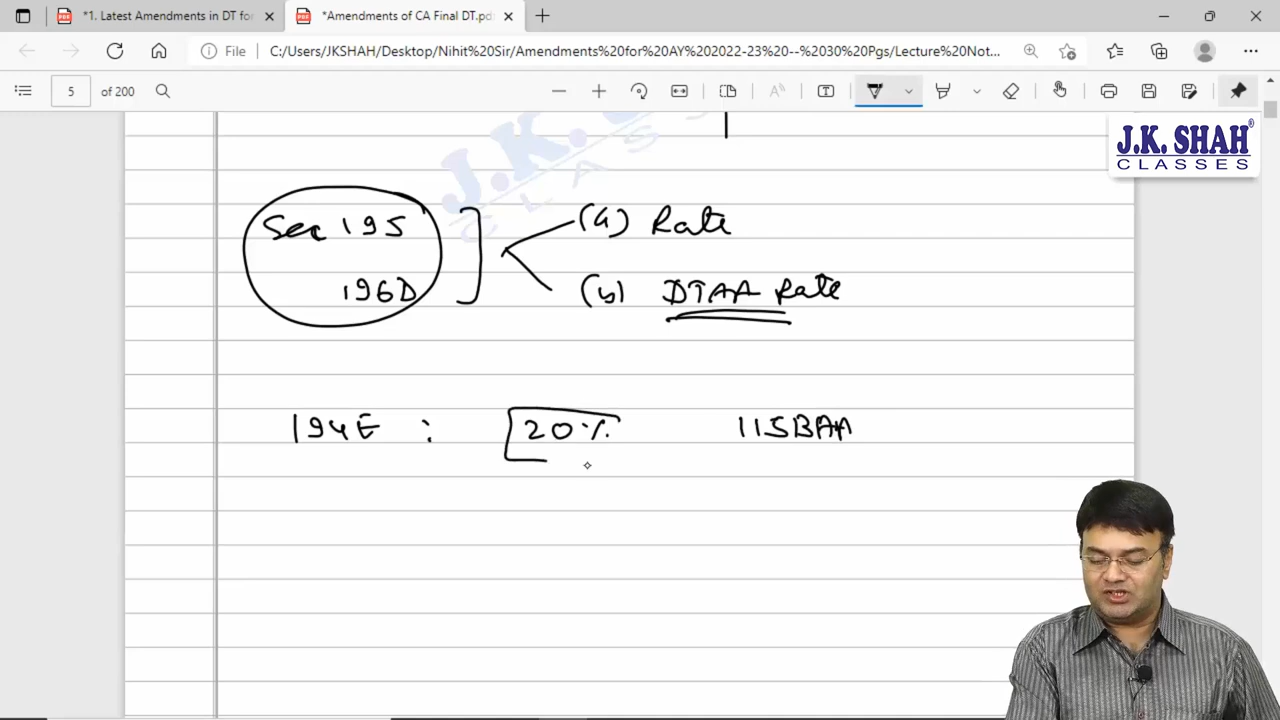 *1. Latest Amendments in DT for
*Amendments of CA Final DT.pd
File
C:/Users/JKSHAH/Desktop/Nihit%20Sir/Amendments%20for%20AY%202022-23%20--%2030%20Pgs/Lecture%20Not...
5 of 200
J.K. SHAH®
CLASSES
J.K.
CLAS
Sec 195
(a) Rate
196D
(b) DTAA Rate
194E : 20% 115BAA